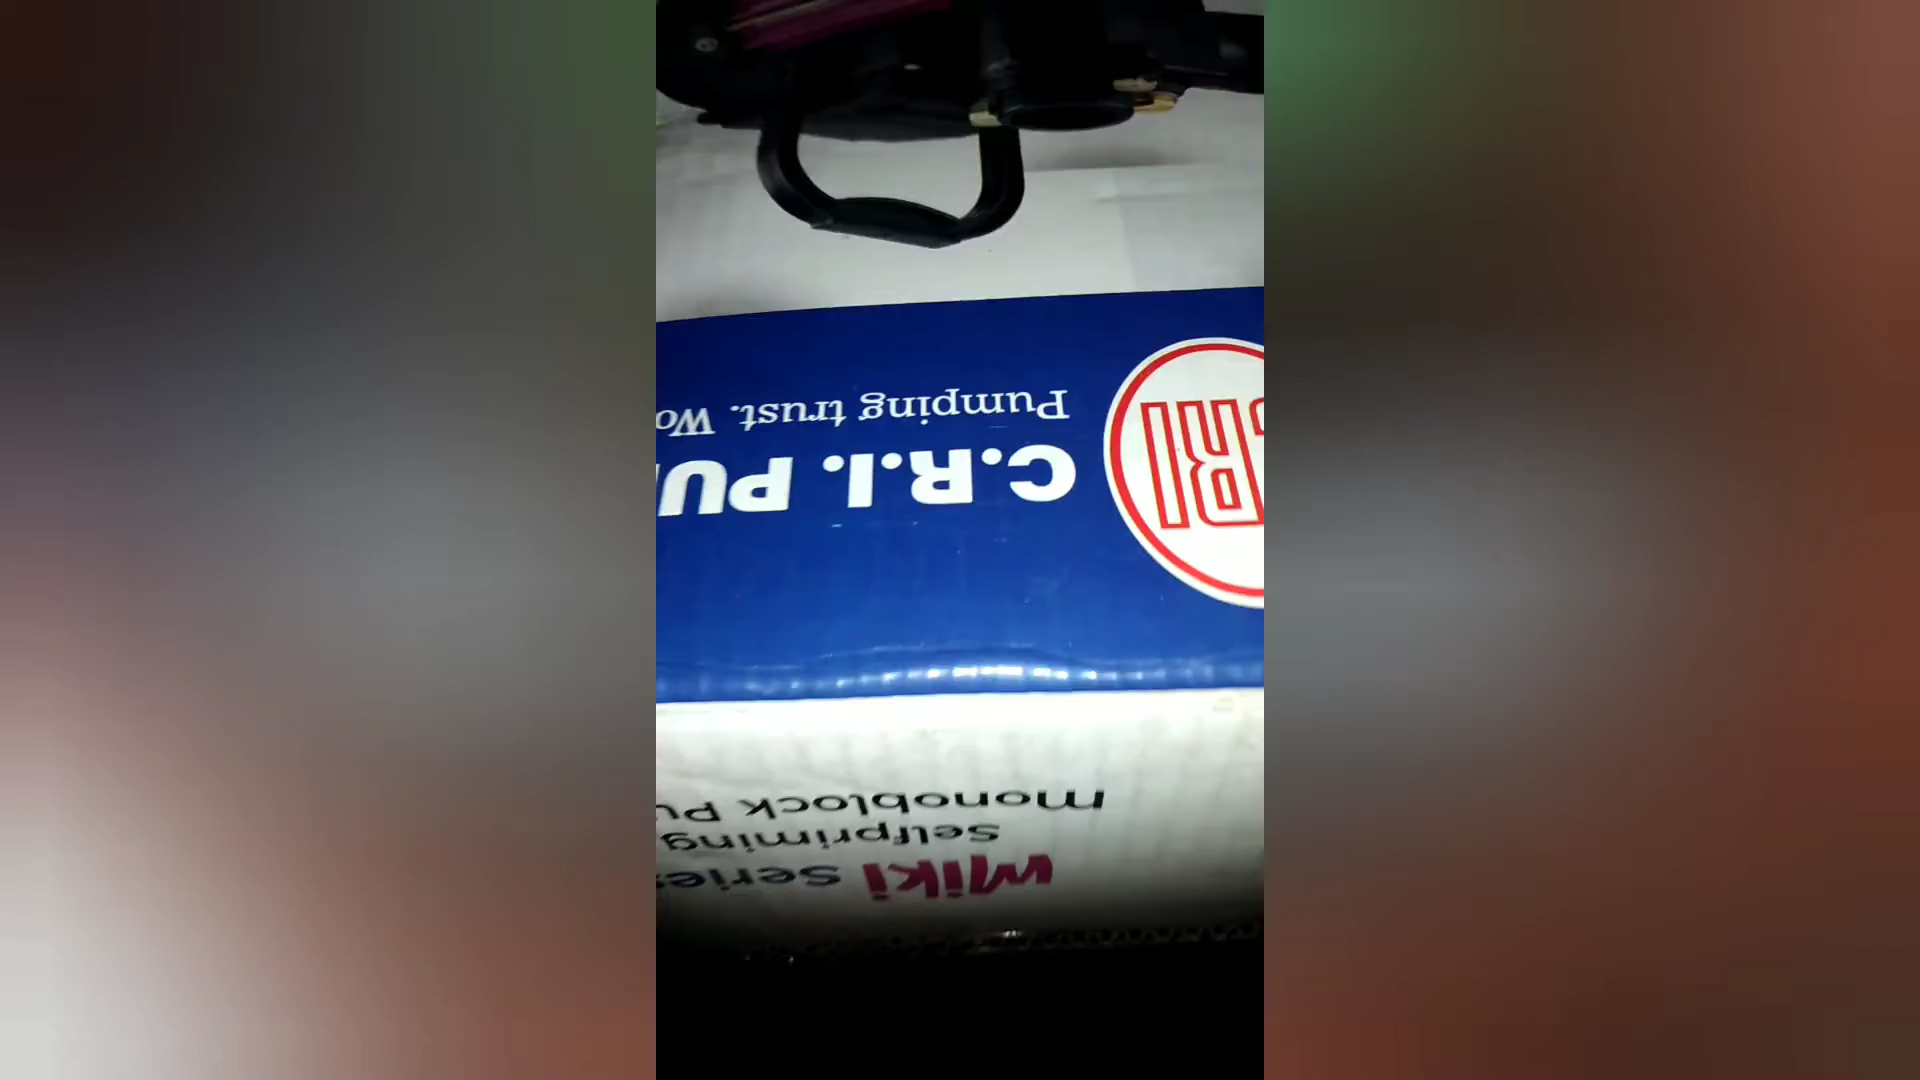 CRI
C.R.I. PU
Pumping trust. Wo
Miki Series
Selfpriming
monoblock Pu